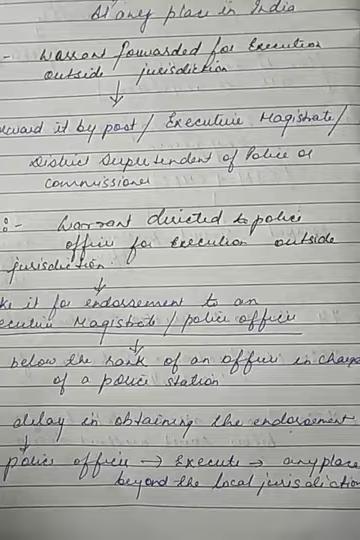 At any place in India
- Warrant forwarded for Execution
outside jurisdiction
↓
rward it by post / Executive Magistrate /
District Superintendent of Police or
commissioner
:- Warrant directed to police
officer for execution outside
jurisdiction.
↓
ke it for endorsement to an
ecutive Magistrate / police officer
↓
below the rank of an officer in charge
of a police station
delay in obtaining the endorsement
↓
police officer → Execute → any place
beyond the local jurisdiction